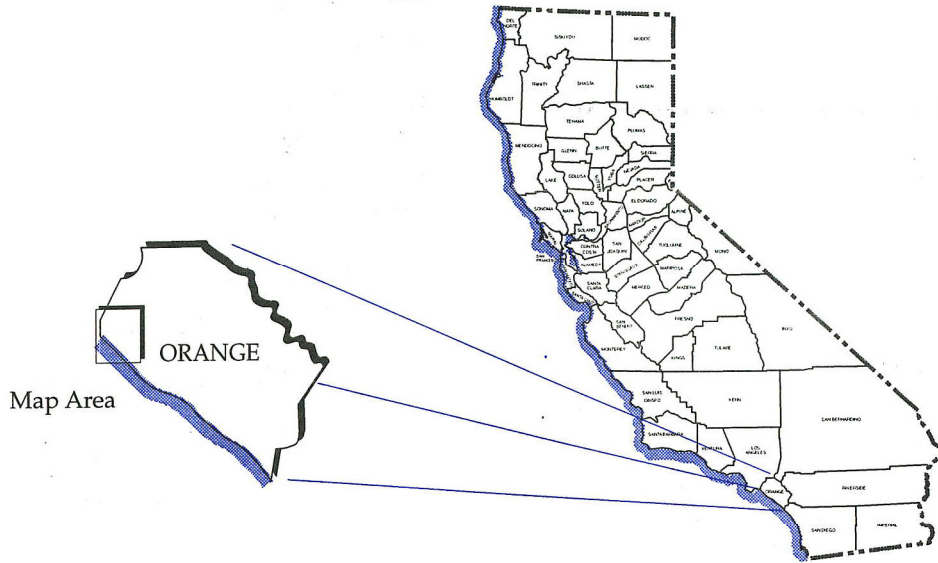 DEL
NORTE
SISKIYOU
MODOC
HUMBOLDT
TRINITY
SHASTA
LASSEN
TEHAMA
PLUMAS
MENDOCINO
GLENN
BUTTE
SIERRA
LAKE
COLUSA
NEVADA
PLACER
SONOMA
NAPA
YOLO
EL DORADO
ALPINE
SOLANO
SACRAMENTO
AMADOR
CALAVERAS
CONTRA
COSTA
SAN
JOAQUIN
TUOLUMNE
MONO
SAN
ALAMEDA
STANISLAUS
MARIPOSA
SANTA
CLARA
MERCED
MADERA
SAN
BENITO
FRESNO
INYO
MONTEREY
KINGS
TULARE
ORANGE
Map Area
SAN LUIS
OBISPO
KERN
SAN BERNARDINO
SANTA BARBARA
VENTURA
LOS
ANGELES
ORANGE
RIVERSIDE
SAN DIEGO
IMPERIAL